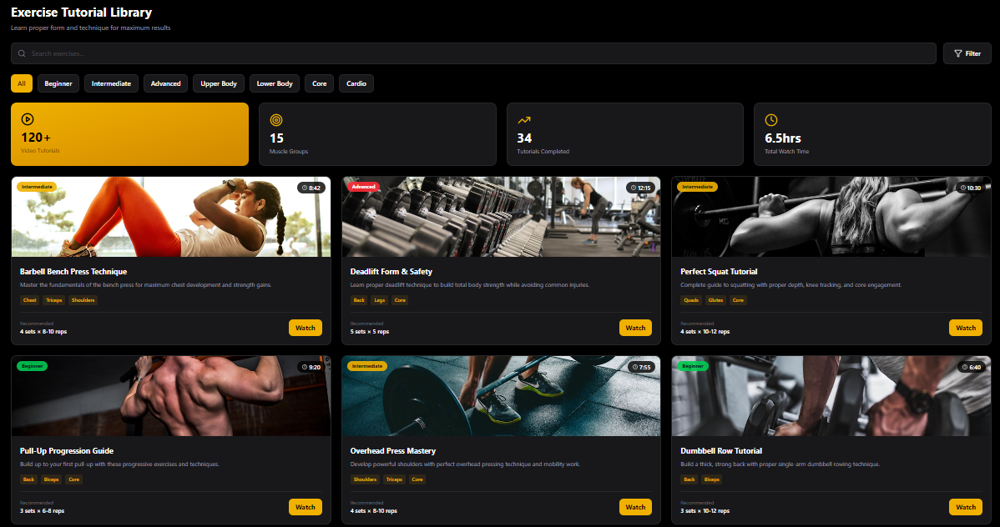 Exercise Tutorial Library
Learn proper form and technique for maximum results
Search exercises...
Filter
All Beginner Intermediate Advanced Upper Body Lower Body Core Cardio
120+
Video Tutorials
15
Muscle Groups
34
Tutorials Completed
6.5hrs
Total Watch Time
Intermediate
8:42
Barbell Bench Press Technique
Master the fundamentals of the bench press for maximum chest development and strength gains.
Chest Triceps Shoulders
Recommended
4 sets × 8-10 reps
Watch
Advanced
12:15
Deadlift Form & Safety
Learn proper deadlift technique to build total body strength while avoiding common injuries.
Back Legs Core
Recommended
5 sets × 5 reps
Watch
Intermediate
10:30
KG
Perfect Squat Tutorial
Complete guide to squatting with proper depth, knee tracking, and core engagement.
Quads Glutes Core
Recommended
4 sets × 10-12 reps
Watch
Beginner
9:20
Pull-Up Progression Guide
Build up to your first pull-up with these progressive exercises and techniques.
Back Biceps Core
Recommended
3 sets × 6-8 reps
Watch
Intermediate
7:55
Overhead Press Mastery
Develop powerful shoulders with perfect overhead pressing technique and mobility work.
Shoulders Triceps Core
Recommended
4 sets × 8-10 reps
Watch
Beginner
6:40
Dumbbell Row Tutorial
Build a thick, strong back with proper single-arm dumbbell rowing technique.
Back Biceps
Recommended
3 sets × 10-12 reps
Watch